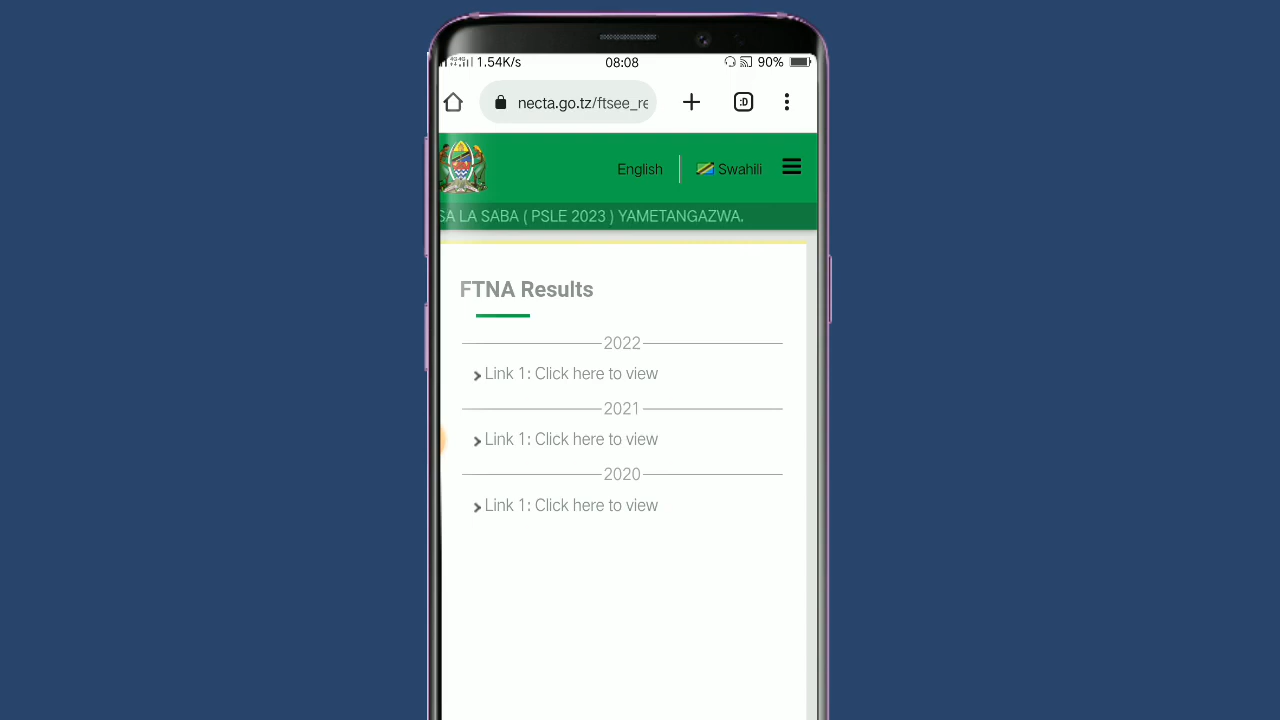 1.54K/s 08:08 90%
necta.go.tz/ftsee_re :D
English Swahili
SA LA SABA ( PSLE 2023 ) YAMETANGAZWA.
FTNA Results
2022
Link 1: Click here to view
2021
Link 1: Click here to view
2020
Link 1: Click here to view